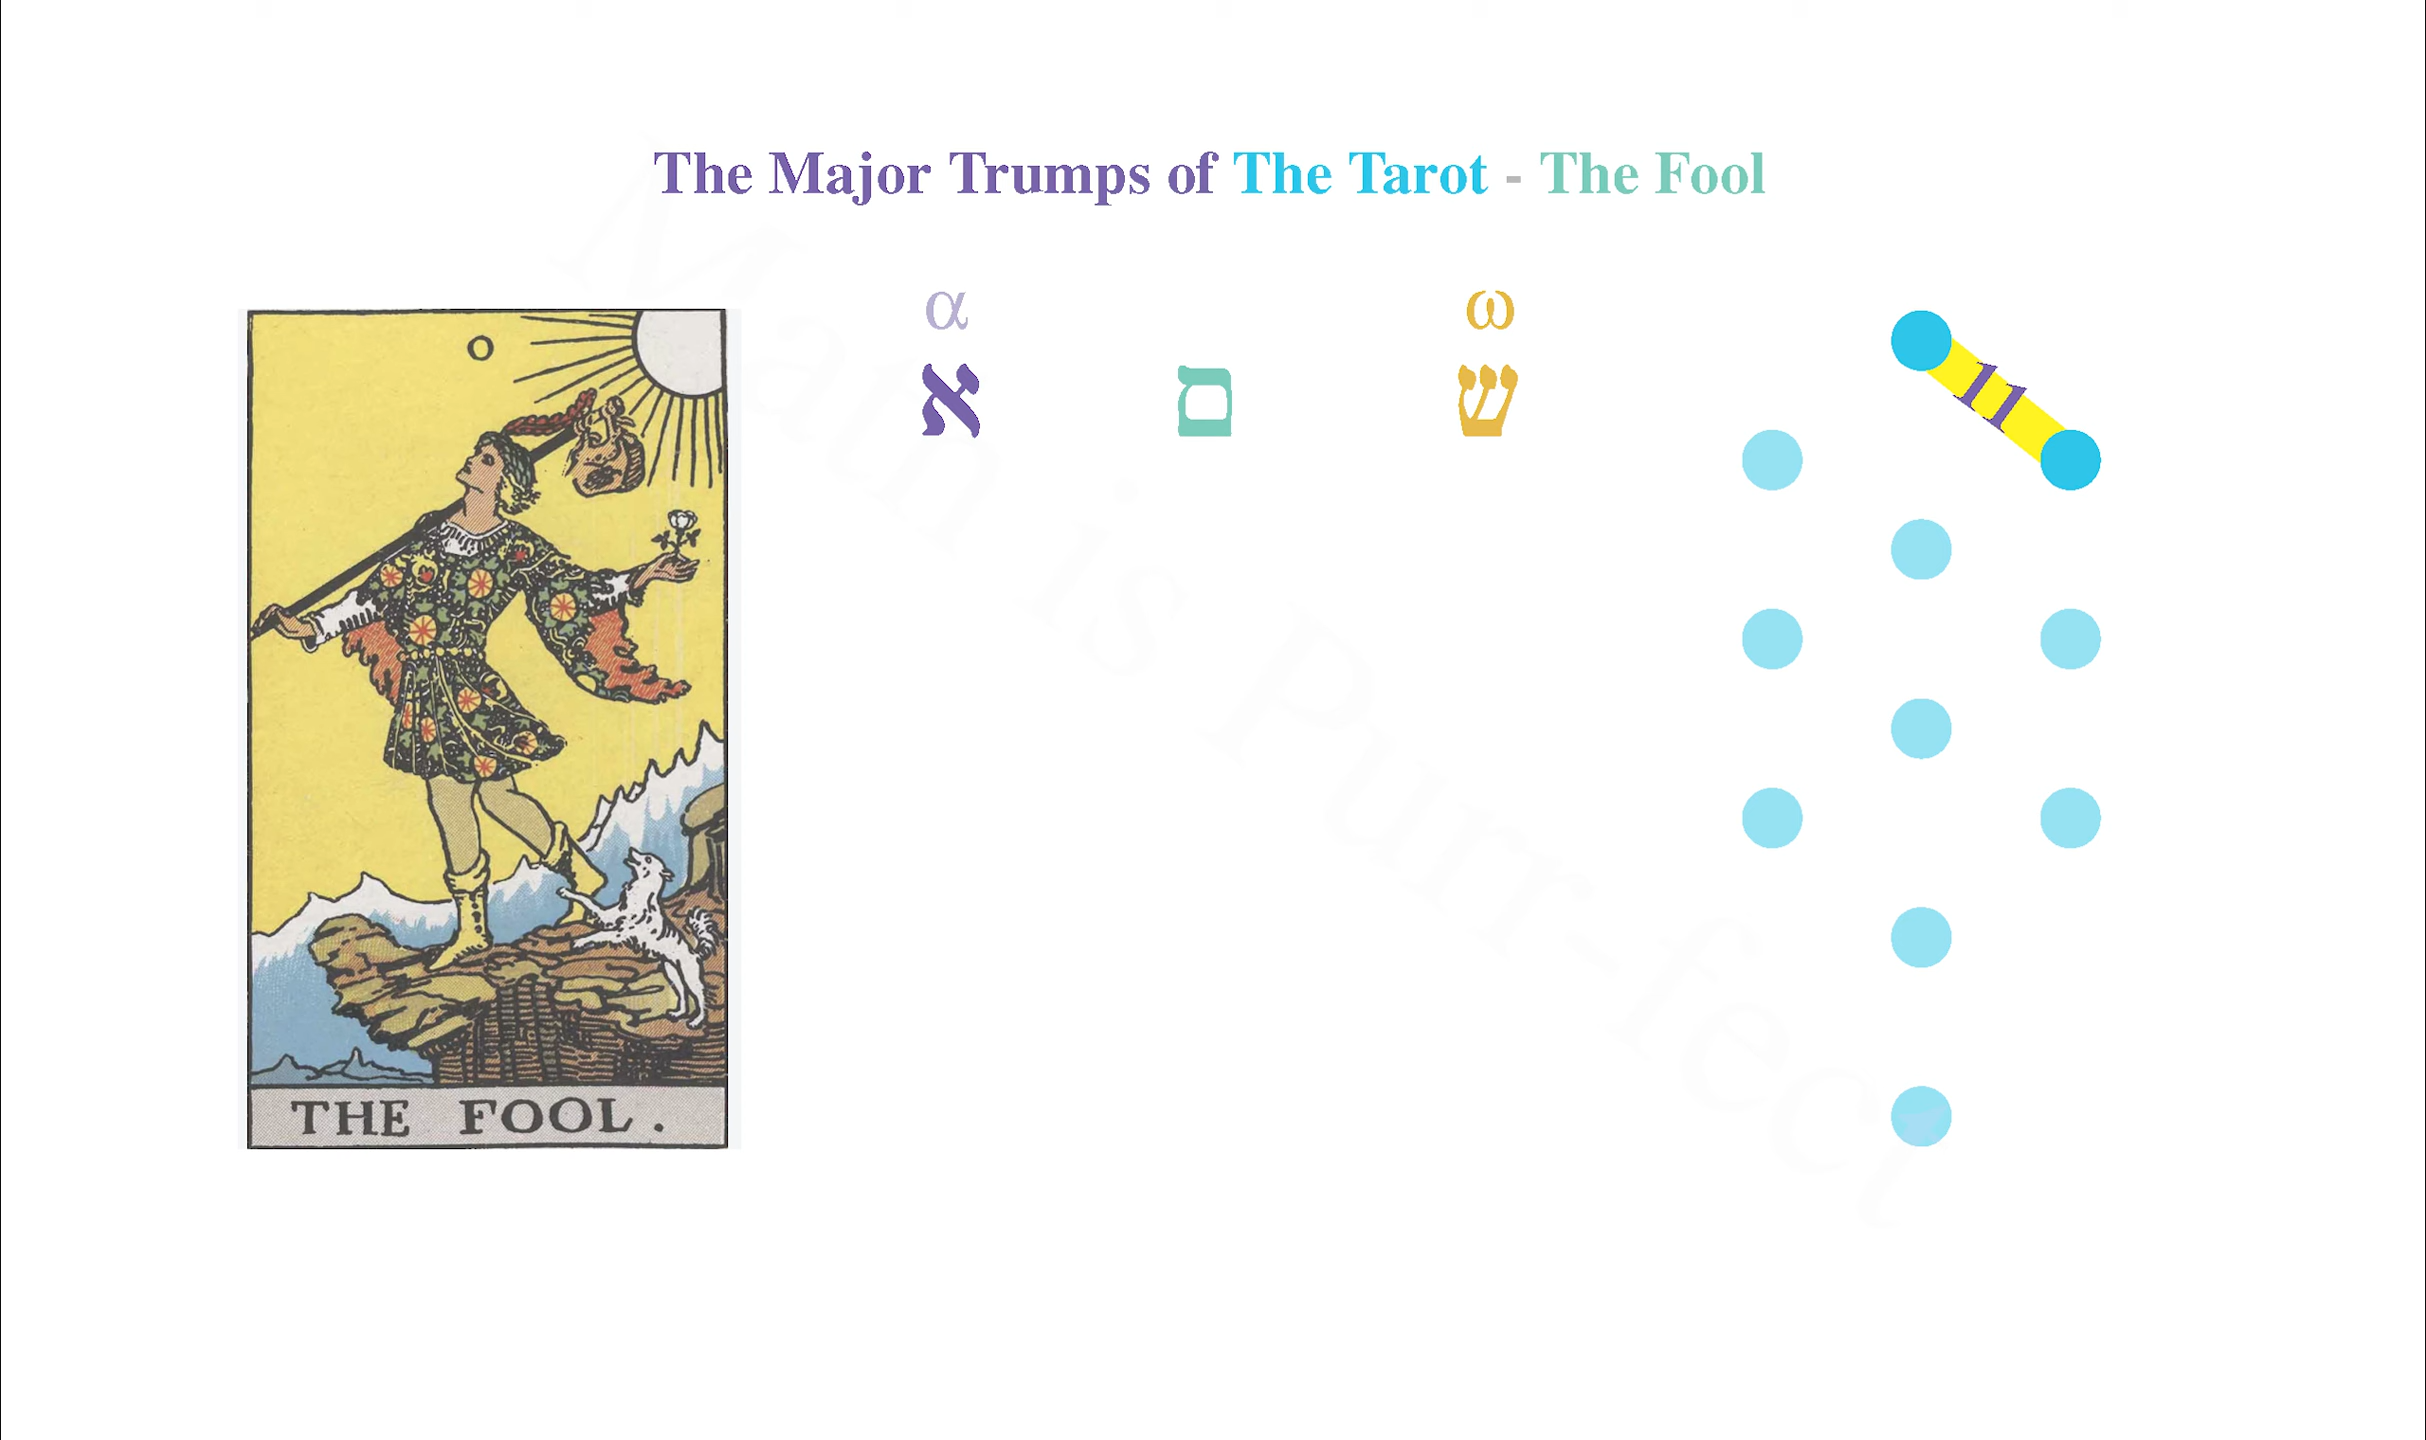 The Major Trumps of The Tarot - The Fool
α ω
א ם ש
11
0
THE FOOL.
Math is Purr-fect